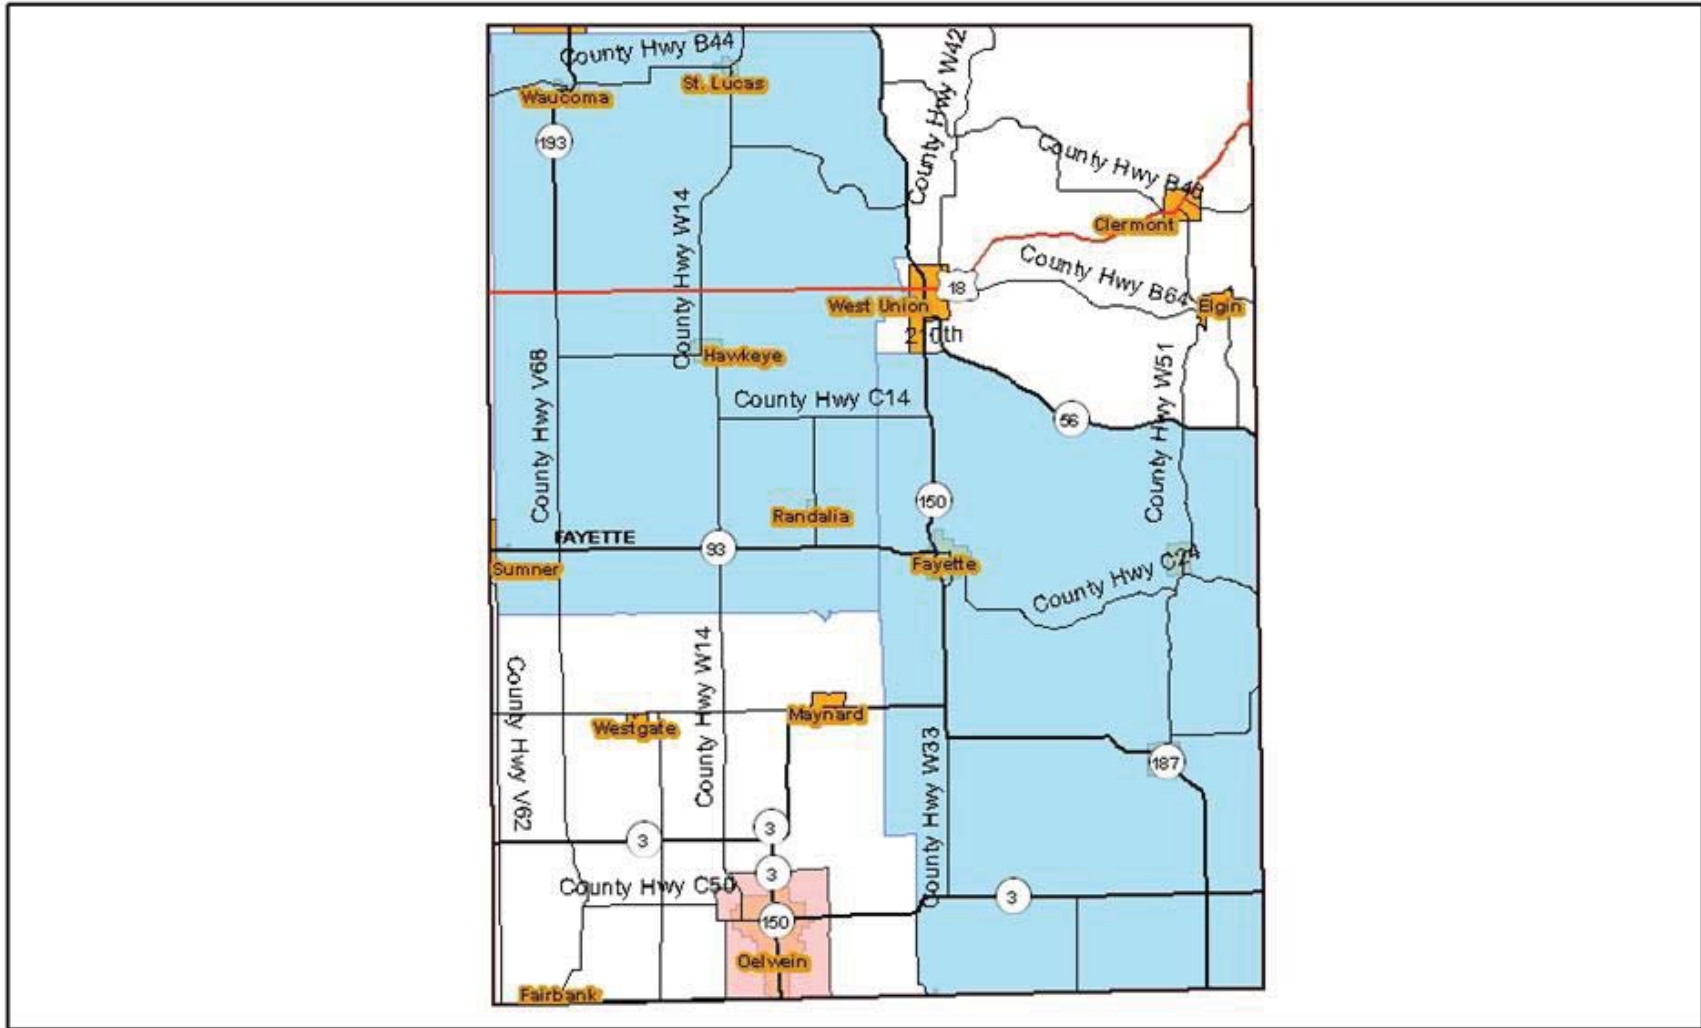 County Hwy B44
County Hwy W42
St. Lucas
Waucoma
193
County Hwy B48
County Hwy W14
Clermont
County Hwy B64
18
West Union
Elgin
210th
Hawkeye
County Hwy V68
County Hwy W51
County Hwy C14
56
150
Randalia
FAYETTE
93
Sumner
Fayette
County Hwy C24
County Hwy V62
County Hwy W14
Maynard
Westgate
County Hwy W33
187
3
3
3
County Hwy C50
3
150
Oelwein
Fairbank